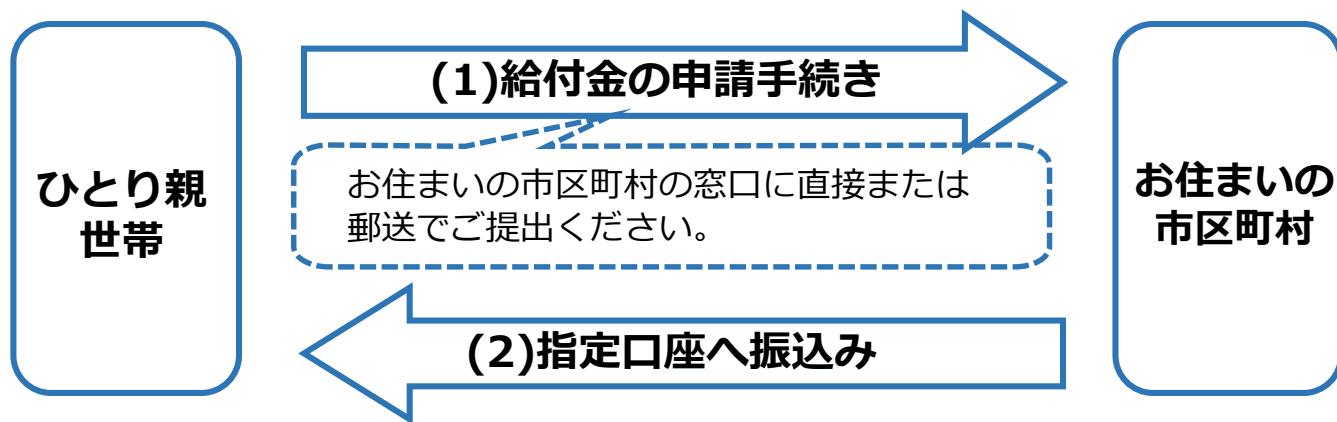 ひとり親
世帯
(1)給付金の申請手続き
お住まいの市区町村の窓口に直接または
郵送でご提出ください。
(2)指定口座へ振込み
お住まいの
市区町村